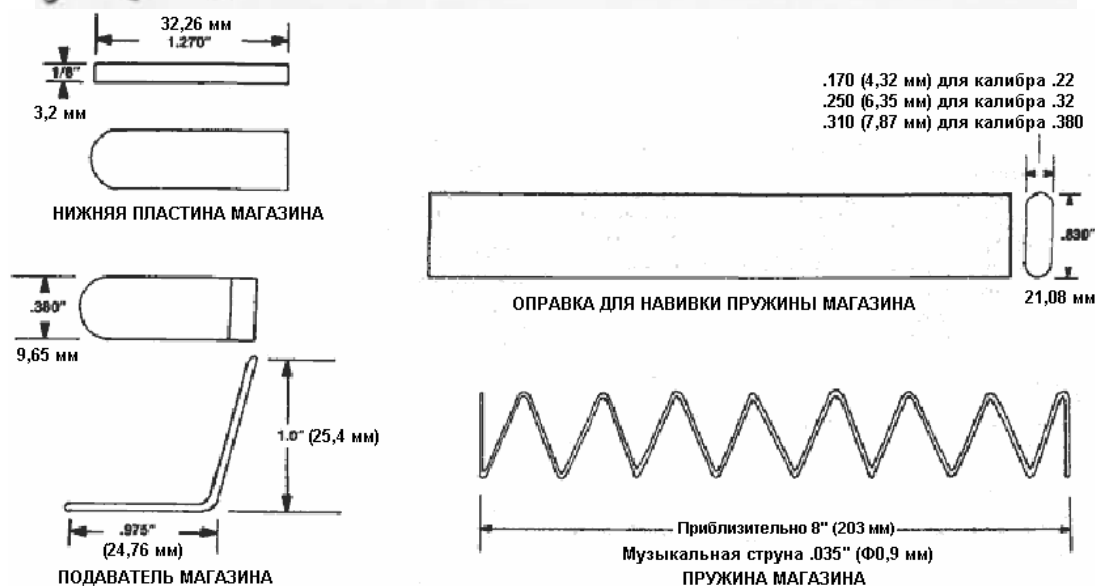 32,26 мм
1.270"
1/8"
3,2 мм
НИЖНЯЯ ПЛАСТИНА МАГАЗИНА
.170 (4,32 мм) для калибра .22
.250 (6,35 мм) для калибра .32
.310 (7,87 мм) для калибра .380
.830"
21,08 мм
ОПРАВКА ДЛЯ НАВИВКИ ПРУЖИНЫ МАГАЗИНА
.380"
9,65 мм
1.0" (25,4 мм)
.975"
(24,76 мм)
ПОДАВАТЕЛЬ МАГАЗИНА
Приблизительно 8" (203 мм)
Музыкальная струна .035" (Ф0,9 мм)
ПРУЖИНА МАГАЗИНА